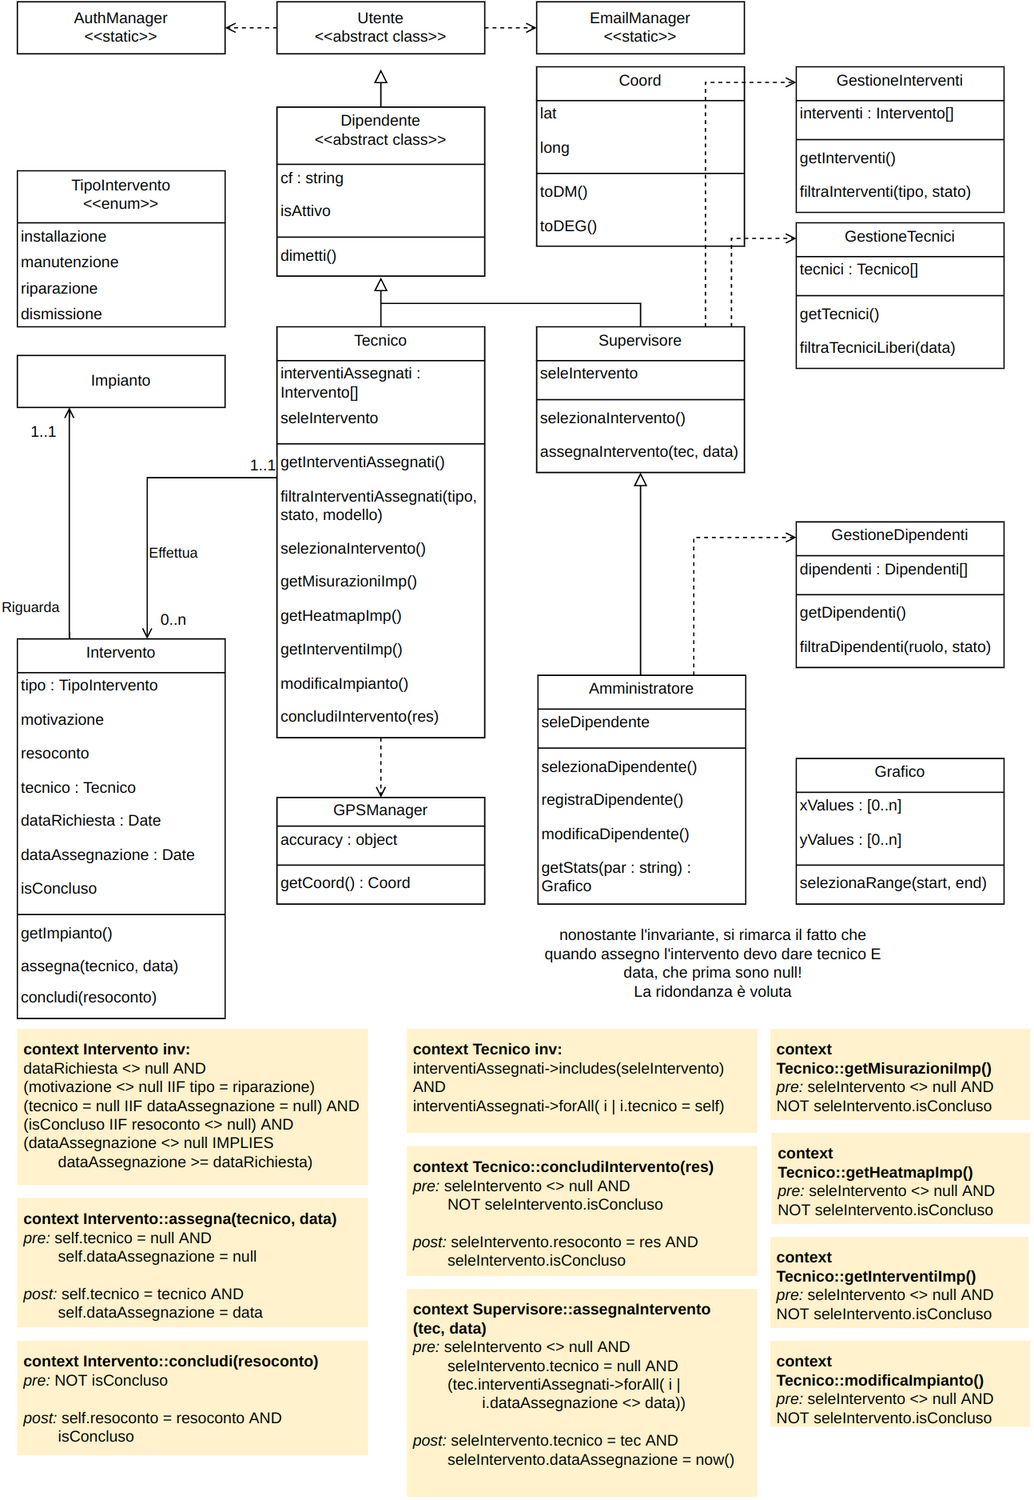 AuthManager
<<static>>
Utente
<<abstract class>>
EmailManager
<<static>>
Coord
lat
long
toDM()
toDEG()
GestioneInterventi
interventi : Intervento[]
getInterventi()
filtraInterventi(tipo, stato)
Dipendente
<<abstract class>>
cf : string
isAttivo
dimetti()
TipoIntervento
<<enum>>
installazione
manutenzione
riparazione
dismissione
GestioneTecnici
tecnici : Tecnico[]
getTecnici()
filtraTecniciLiberi(data)
Impianto
1..1
Tecnico
interventiAssegnati :
Intervento[]
seleIntervento
getInterventiAssegnati()
filtraInterventiAssegnati(tipo,
stato, modello)
selezionaIntervento()
getMisurazioniImp()
getHeatmapImp()
getInterventiImp()
modificaImpianto()
concludiIntervento(res)
Supervisore
seleIntervento
selezionaIntervento()
assegnaIntervento(tec, data)
1..1
Effettua
0..n
Riguarda
GestioneDipendenti
dipendenti : Dipendenti[]
getDipendenti()
filtraDipendenti(ruolo, stato)
Intervento
tipo : TipoIntervento
motivazione
resoconto
tecnico : Tecnico
dataRichiesta : Date
dataAssegnazione : Date
isConcluso
getImpianto()
assegna(tecnico, data)
concludi(resoconto)
GPSManager
accuracy : object
getCoord() : Coord
Amministratore
seleDipendente
selezionaDipendente()
registraDipendente()
modificaDipendente()
getStats(par : string) :
Grafico
Grafico
xValues : [0..n]
yValues : [0..n]
selezionaRange(start, end)
nonostante l'invariante, si rimarca il fatto che
quando assegno l'intervento devo dare tecnico E
data, che prima sono null!
La ridondanza è voluta
context Intervento inv:
dataRichiesta <> null AND
(motivazione <> null IIF tipo = riparazione)
(tecnico = null IIF dataAssegnazione = null) AND
(isConcluso IIF resoconto <> null) AND
(dataAssegnazione <> null IMPLIES
dataAssegnazione >= dataRichiesta)
context Intervento::assegna(tecnico, data)
pre: self.tecnico = null AND
self.dataAssegnazione = null
post: self.tecnico = tecnico AND
self.dataAssegnazione = data
context Intervento::concludi(resoconto)
pre: NOT isConcluso
post: self.resoconto = resoconto AND
isConcluso
context Tecnico inv:
interventiAssegnati->includes(seleIntervento)
AND
interventiAssegnati->forAll( i | i.tecnico = self)
context Tecnico::concludiIntervento(res)
pre: seleIntervento <> null AND
NOT seleIntervento.isConcluso
post: seleIntervento.resoconto = res AND
seleIntervento.isConcluso
context Supervisore::assegnaIntervento
(tec, data)
pre: seleIntervento <> null AND
seleIntervento.tecnico = null AND
(tec.interventiAssegnati->forAll( i |
i.dataAssegnazione <> data))
post: seleIntervento.tecnico = tec AND
seleIntervento.dataAssegnazione = now()
context
Tecnico::getMisurazioniImp()
pre: seleIntervento <> null AND
NOT seleIntervento.isConcluso
context
Tecnico::getHeatmapImp()
pre: seleIntervento <> null AND
NOT seleIntervento.isConcluso
context
Tecnico::getInterventiImp()
pre: seleIntervento <> null AND
NOT seleIntervento.isConcluso
context
Tecnico::modificaImpianto()
pre: seleIntervento <> null AND
NOT seleIntervento.isConcluso